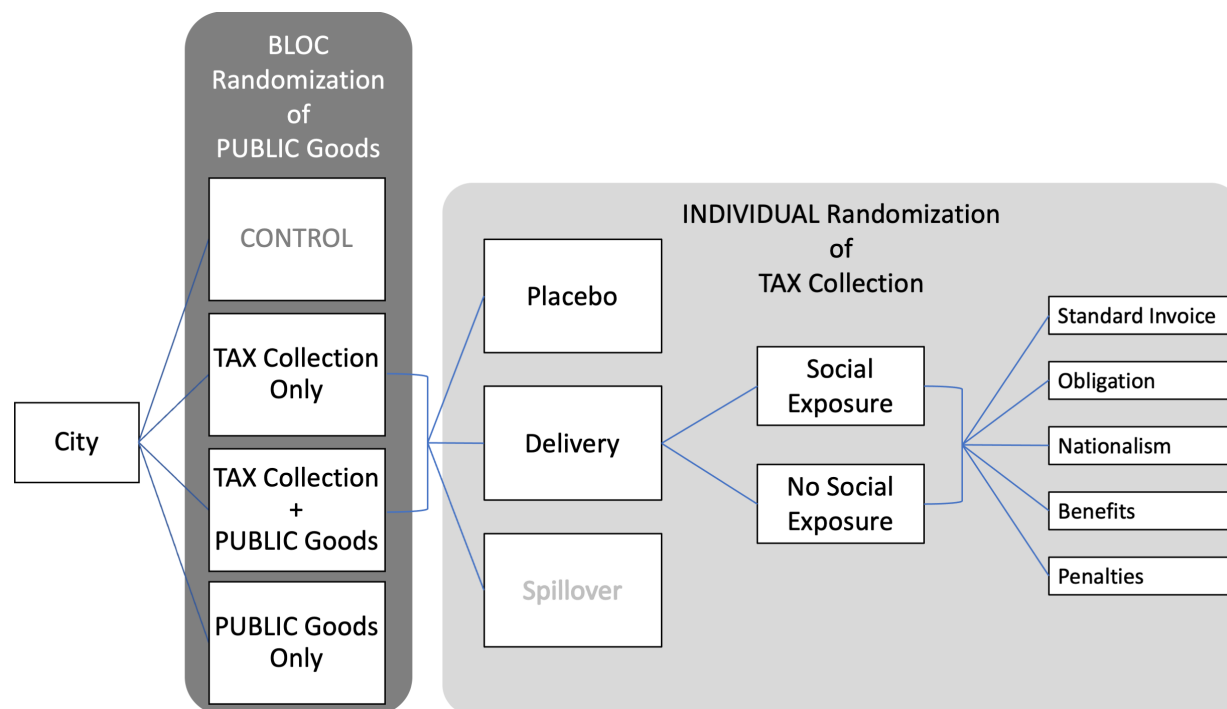 BLOC
Randomization
of
PUBLIC Goods
CONTROL
TAX Collection
Only
TAX Collection
+
PUBLIC Goods
PUBLIC Goods
Only
City
INDIVIDUAL Randomization
of
TAX Collection
Placebo
Delivery
Spillover
Social
Exposure
No Social
Exposure
Standard Invoice
Obligation
Nationalism
Benefits
Penalties